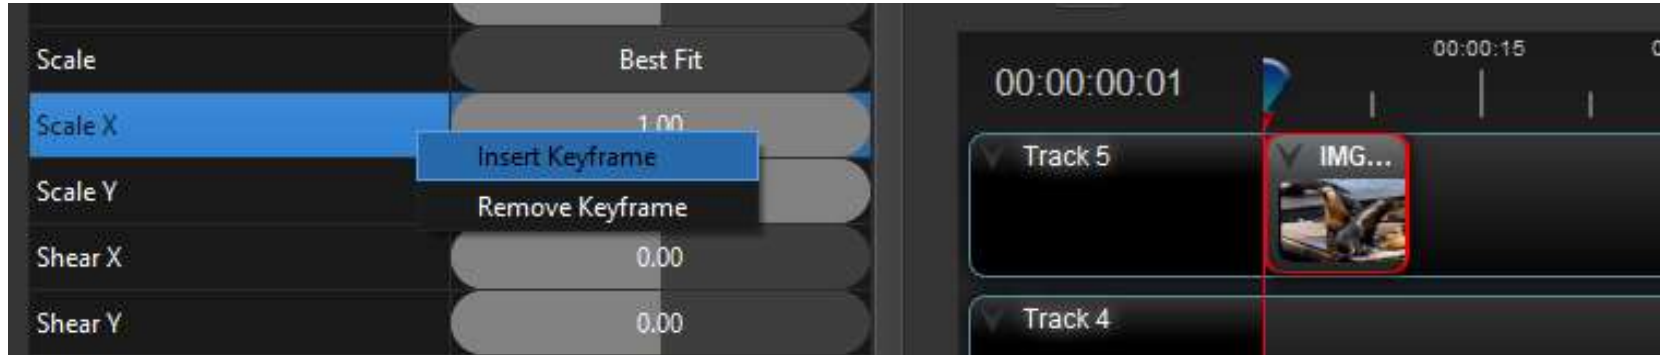 Scale
Best Fit
Scale X
1.00
Insert Keyframe
Scale Y
Remove Keyframe
Shear X
0.00
Shear Y
0.00
00:00:00:01
00:00:15
Track 5
IMG...
Track 4